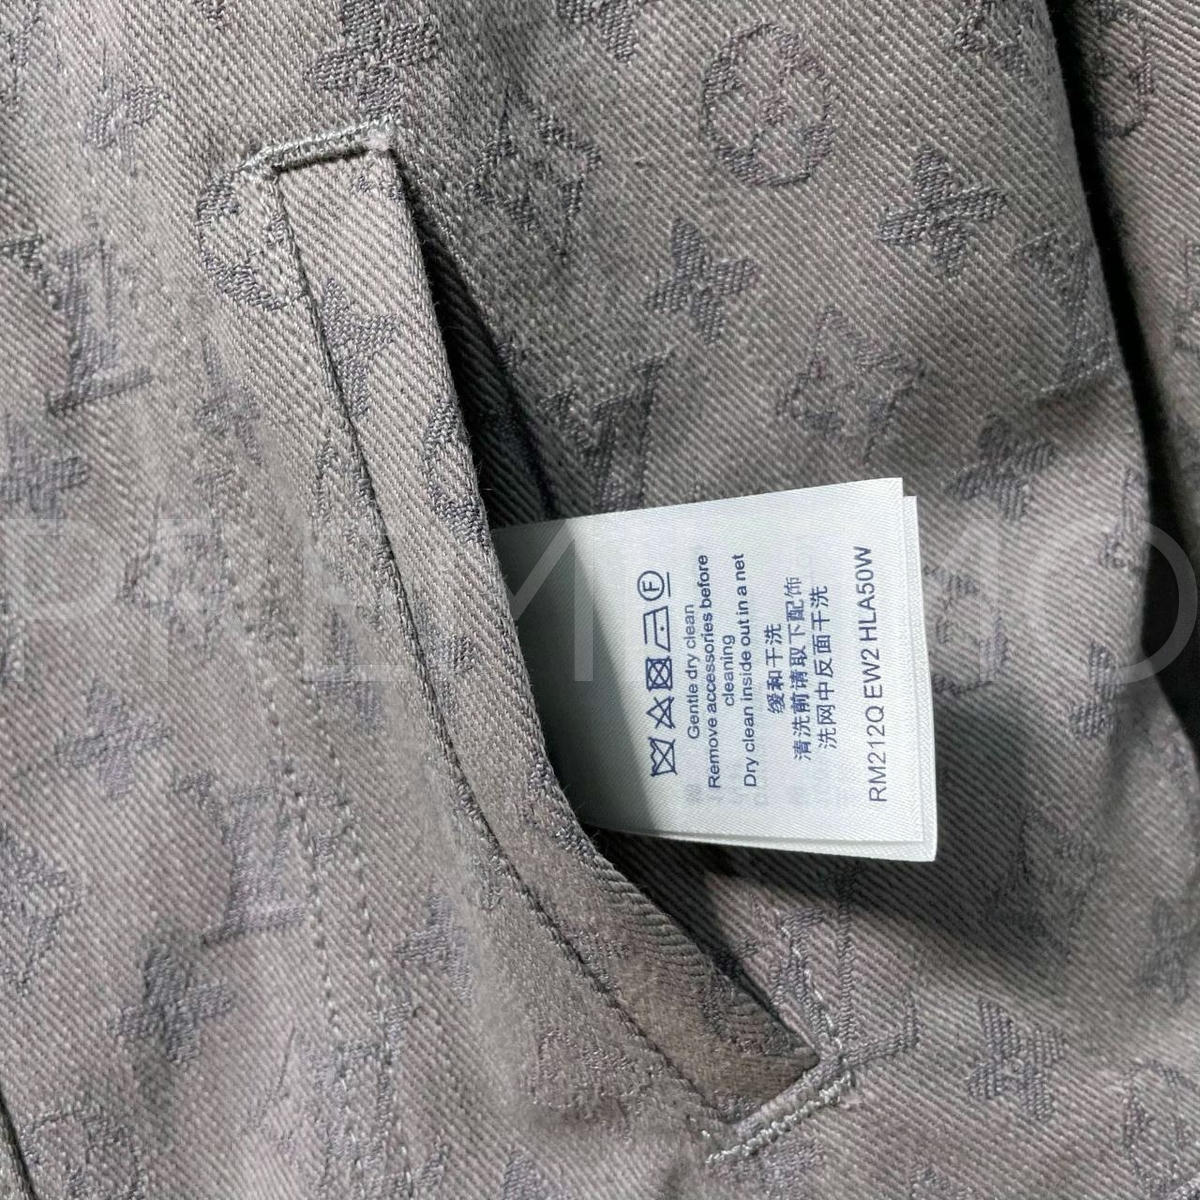 Gentle dry clean
Remove accessories before
cleaning
Dry clean inside out in a net
缓和干洗
清洗前请取下配饰
洗网中反面干洗
RM212Q EW2 HLA50W
F
PREMIUMO